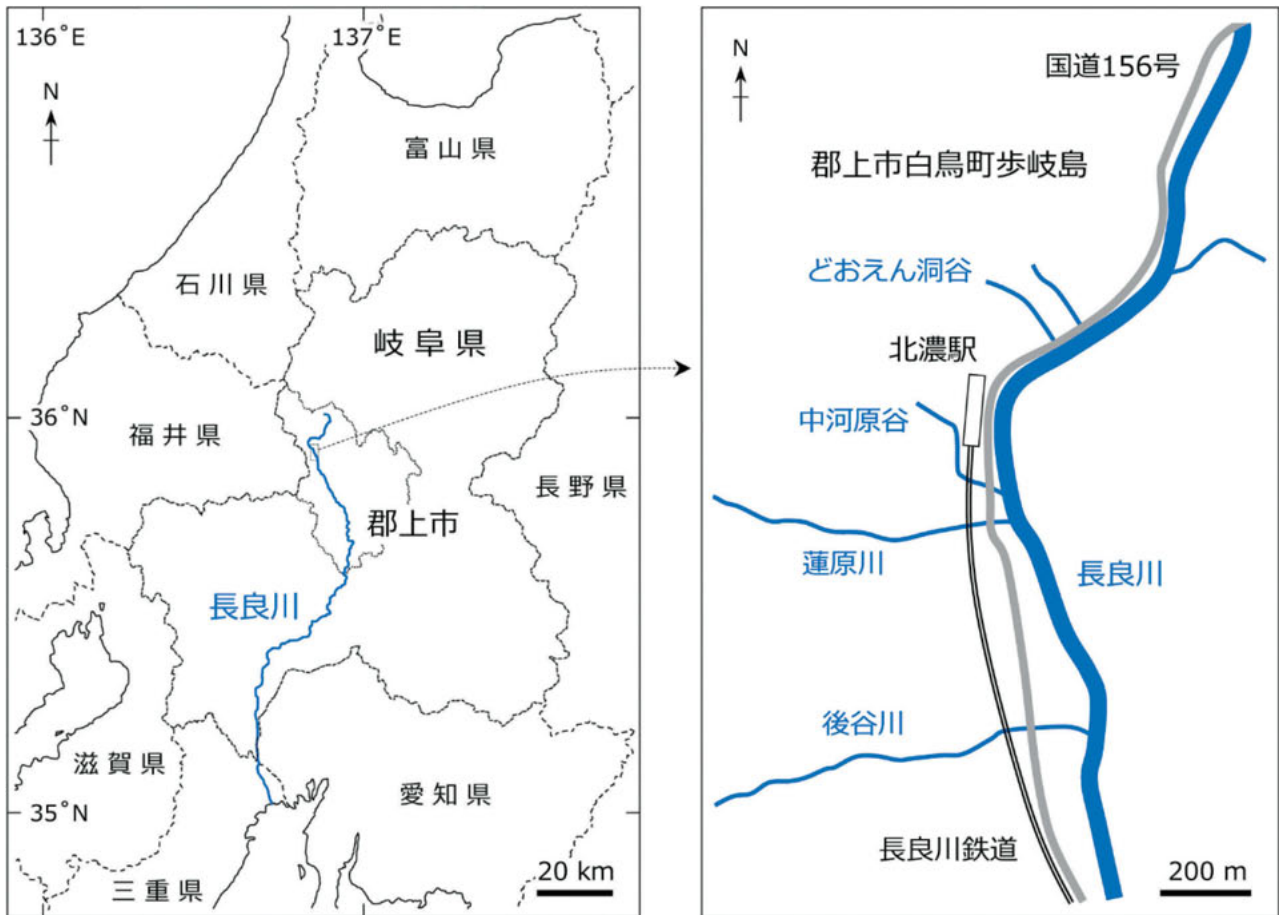 136˚E
137˚E
N
富山県
石川県
岐阜県
36˚N
福井県
長野県
郡上市
長良川
滋賀県
愛知県
35˚N
三重県
20 km
国道156号
N
郡上市白鳥町歩岐島
どおえん洞谷
北濃駅
中河原谷
蓮原川
長良川
後谷川
長良川鉄道
200 m